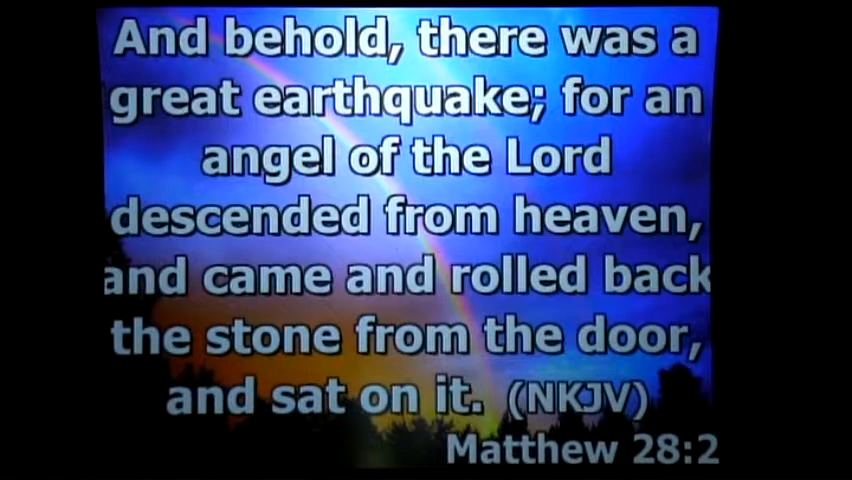 And behold, there was a
great earthquake; for an
angel of the Lord
descended from heaven,
and came and rolled back
the stone from the door,
and sat on it. (NKJV)
Matthew 28:2